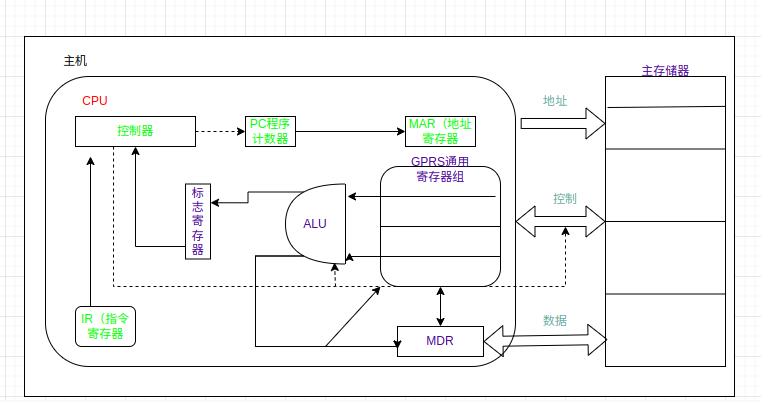 主机
主存储器
CPU
地址
控制器
PC程序
计数器
MAR（地址
寄存器
GPRS通用
寄存器组
标
志
寄
存
器
ALU
控制
IR（指令
寄存器
MDR
数据